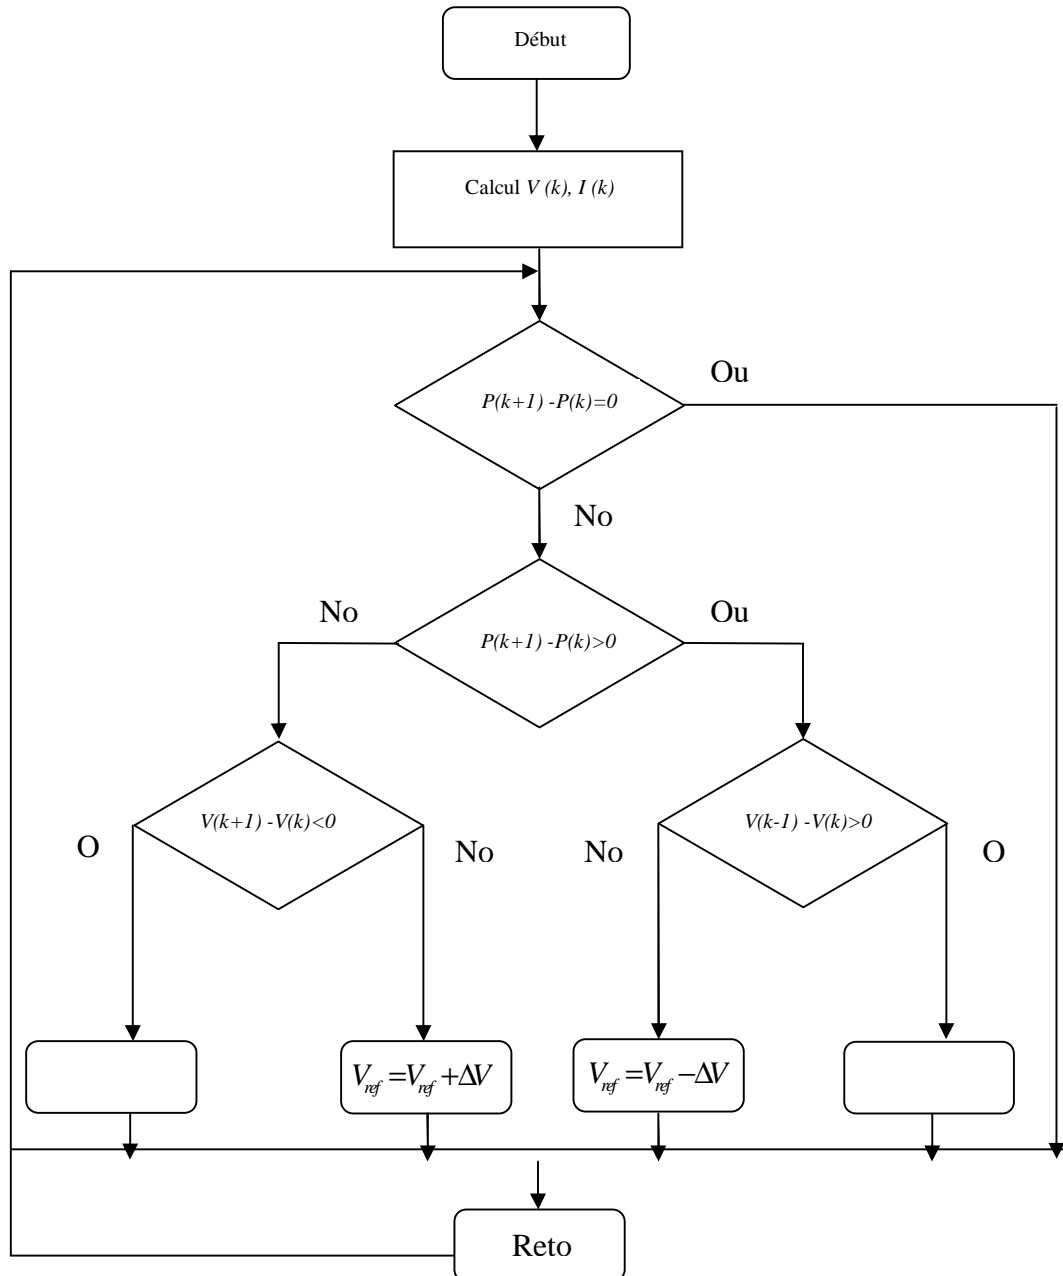 Début
Calcul V (k), I (k)
Ou
P(k+1) -P(k)=0
No
No
Ou
P(k+1) -P(k)>0
V(k+1) -V(k)<0
V(k-1) -V(k)>0
O
No
No
O
V_ref =V_ref +ΔV
V_ref =V_ref −ΔV
Reto